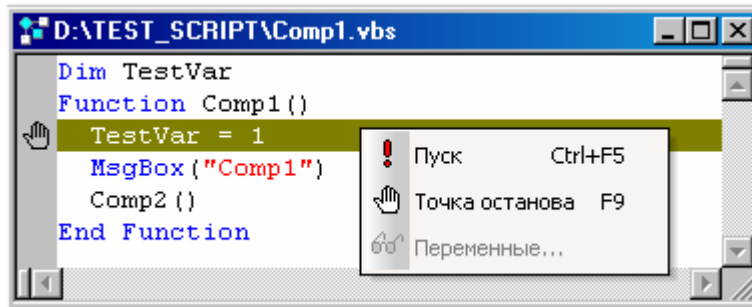 D:\TEST_SCRIPT\Comp1.vbs
Dim TestVar
Function Comp1()
TestVar = 1
MsgBox("Comp1")
Comp2()
End Function
Пуск Ctrl+F5
Точка останова F9
Переменные...